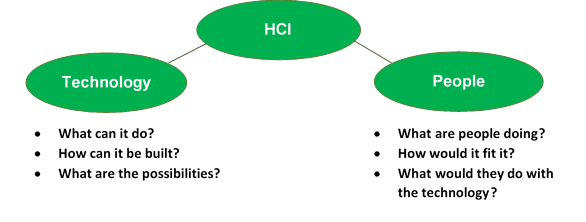 HCI
Technology
People
• What can it do?
• How can it be built?
• What are the possibilities?
• What are people doing?
• How would it fit it?
• What would they do with
the technology?